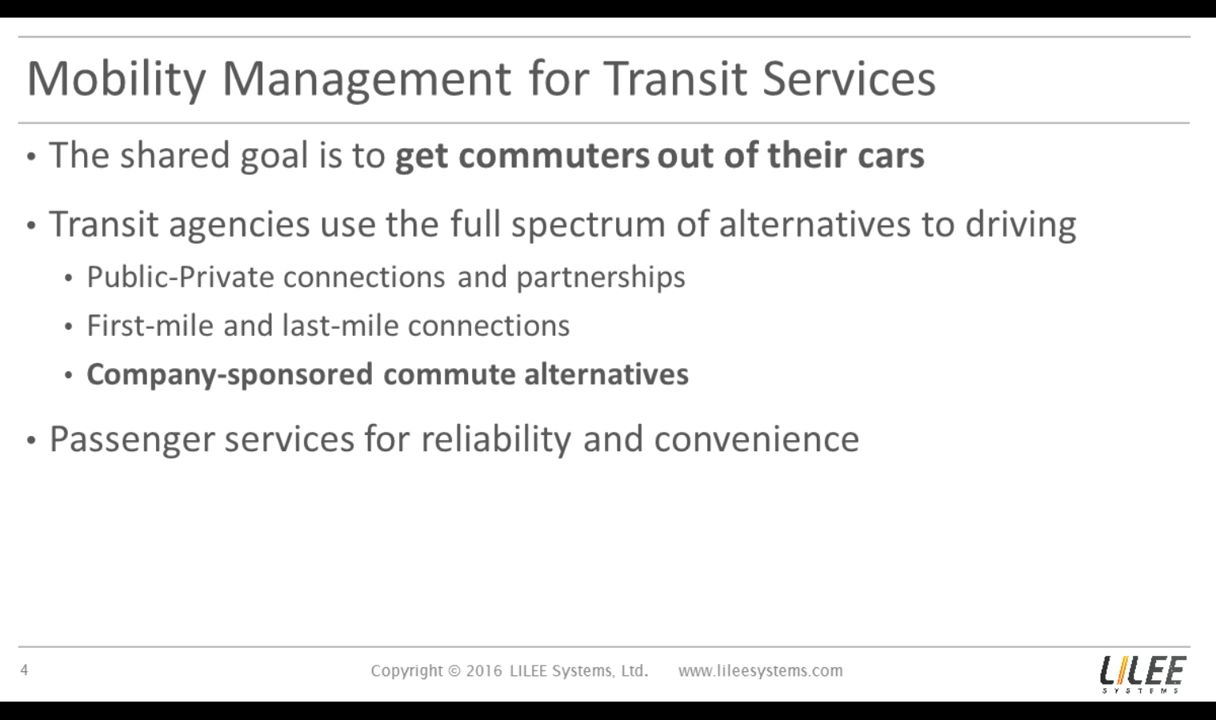 Mobility Management for Transit Services
• The shared goal is to get commuters out of their cars
• Transit agencies use the full spectrum of alternatives to driving
• Public-Private connections and partnerships
• First-mile and last-mile connections
• Company-sponsored commute alternatives
• Passenger services for reliability and convenience
4 Copyright © 2016 LILEE Systems, Ltd. www.lileesystems.com
LILEE
SYSTEMS